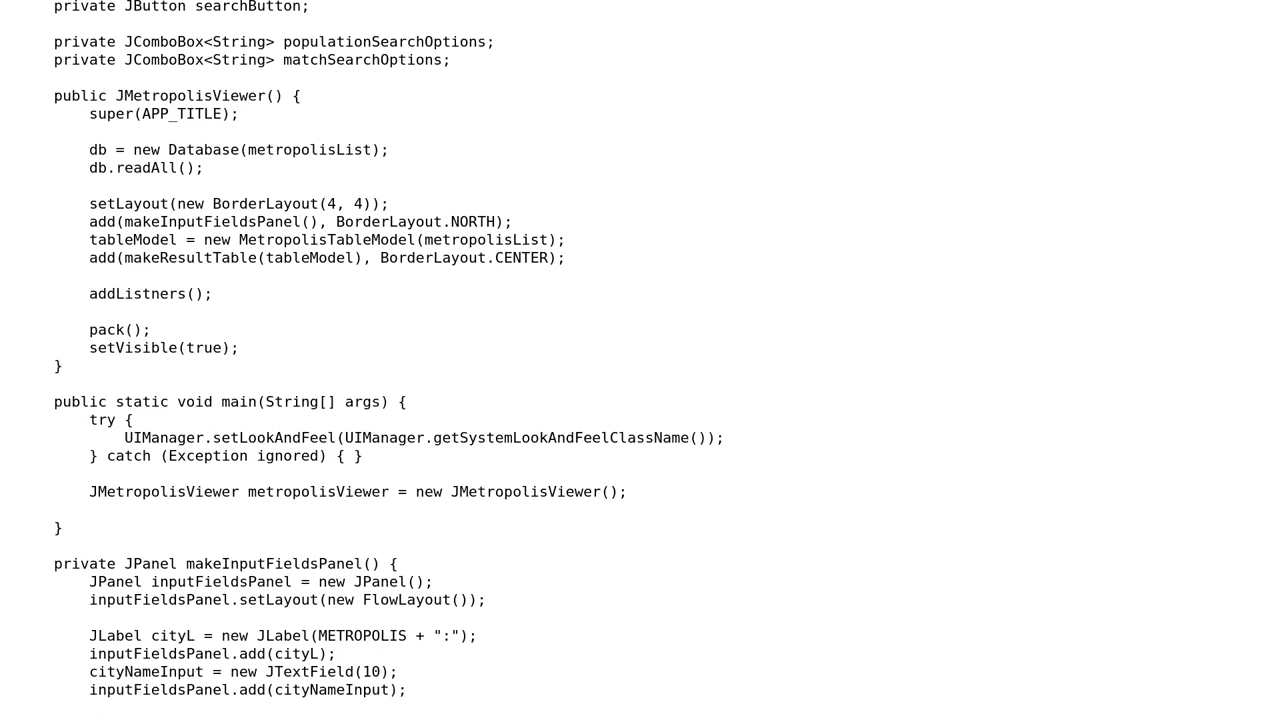 private JButton searchButton;
private JComboBox<String> populationSearchOptions;
private JComboBox<String> matchSearchOptions;
public JMetropolisViewer() {
super(APP_TITLE);
db = new Database(metropolisList);
db.readAll();
setLayout(new BorderLayout(4, 4));
add(makeInputFieldsPanel(), BorderLayout.NORTH);
tableModel = new MetropolisTableModel(metropolisList);
add(makeResultTable(tableModel), BorderLayout.CENTER);
addListners();
pack();
setVisible(true);
}
public static void main(String[] args) {
try {
UIManager.setLookAndFeel(UIManager.getSystemLookAndFeelClassName());
} catch (Exception ignored) { }
JMetropolisViewer metropolisViewer = new JMetropolisViewer();
}
private JPanel makeInputFieldsPanel() {
JPanel inputFieldsPanel = new JPanel();
inputFieldsPanel.setLayout(new FlowLayout());
JLabel cityL = new JLabel(METROPOLIS + ":");
inputFieldsPanel.add(cityL);
cityNameInput = new JTextField(10);
inputFieldsPanel.add(cityNameInput);